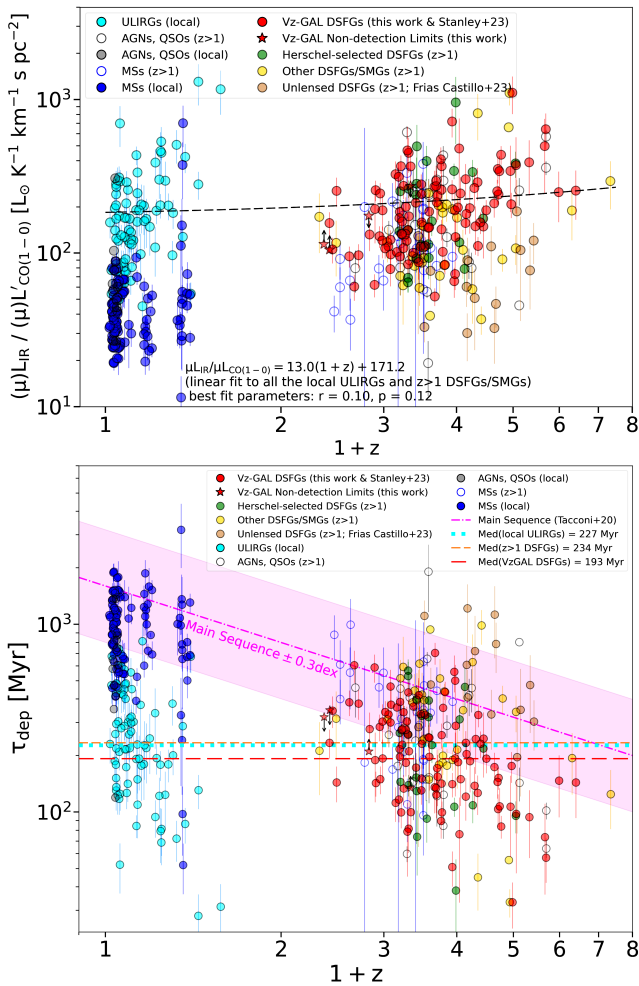 ULIRGs (local)
AGNs, QSOs (z>1)
AGNs, QSOs (local)
MSs (z>1)
MSs (local)
Vz-GAL DSFGs (this work & Stanley+23)
Vz-GAL Non-detection Limits (this work)
Herschel-selected DSFGs (z>1)
Other DSFGs/SMGs (z>1)
Unlensed DSFGs (z>1; Frias Castillo+23)
(μ)L_IR / (μ)L′_CO(1−0) [L⊙ K⁻¹ km⁻¹ s pc⁻²]
10³
10²
10¹
μL_IR/μL_CO(1−0) = 13.0(1 + z) + 171.2
(linear fit to all the local ULIRGs and z>1 DSFGs/SMGs)
best fit parameters: r = 0.10, p = 0.12
1 2 3 4 5 6 7 8
1 + z
Vz-GAL DSFGs (this work & Stanley+23)
Vz-GAL Non-detection Limits (this work)
Herschel-selected DSFGs (z>1)
Other DSFGs/SMGs (z>1)
Unlensed DSFGs (z>1; Frias Castillo+23)
ULIRGs (local)
AGNs, QSOs (z>1)
AGNs, QSOs (local)
MSs (z>1)
MSs (local)
Main Sequence (Tacconi+20)
Med(local ULIRGs) = 227 Myr
Med(z>1 DSFGs) = 234 Myr
Med(VzGAL DSFGs) = 193 Myr
τ_dep [Myr]
10³
10²
Main Sequence ± 0.3dex
1 2 3 4 5 6 7 8
1 + z